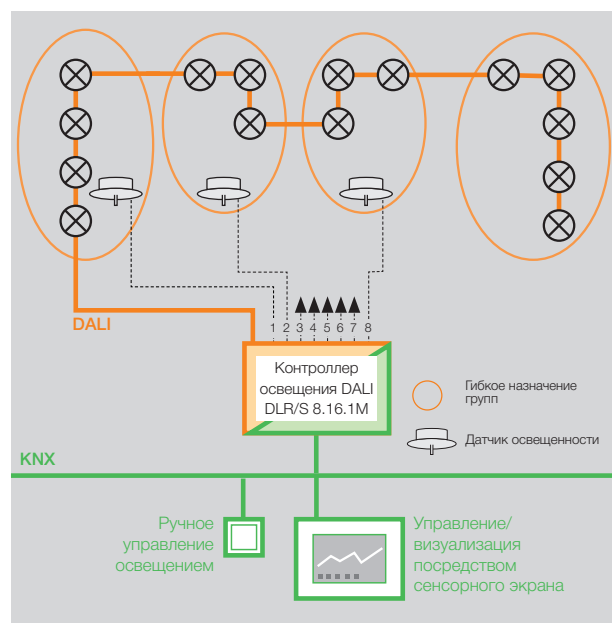 DALI
1 2 3 4 5 6 7 8
Контроллер
освещения DALI
DLR/S 8.16.1M
Гибкое назначение
групп
Датчик освещенности
KNX
Ручное
управление
освещением
Управление/
визуализация
посредством
сенсорного экрана